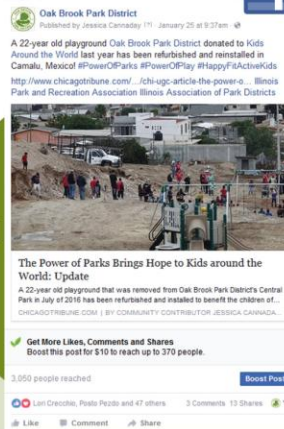 Oak Brook Park District
Published by Jessica Cannaday [?] · January 25 at 9:37am ·
A 22-year old playground Oak Brook Park District donated to Kids
Around the World last year has been refurbished and reinstalled in
Camalu, Mexico! #PowerOfParks #PowerOfPlay #HappyFitActiveKids
http://www.chicagotribune.com/.../chi-ugc-article-the-power-o... Illinois
Park and Recreation Association Illinois Association of Park Districts
The Power of Parks Brings Hope to Kids around the
World: Update
A 22-year old playground that was removed from Oak Brook Park District's Central
Park in July of 2016 has been refurbished and installed to benefit the children of...
CHICAGOTRIBUNE.COM | BY COMMUNITY CONTRIBUTOR JESSICA CANNADA...
Get More Likes, Comments and Shares
Boost this post for $10 to reach up to 370 people.
3,050 people reached
Boost Post
Lori Crecchio, Posto Pezdo and 47 others
3 Comments 13 Shares
Like Comment Share